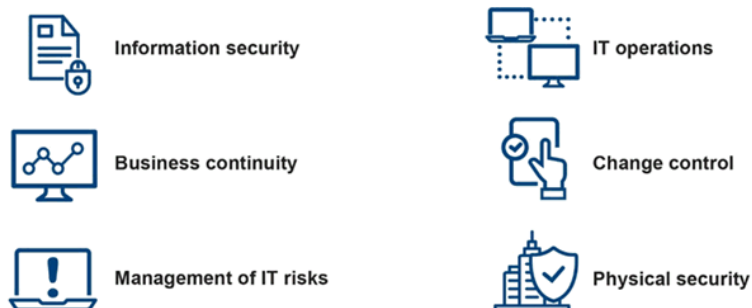 Information security
IT operations
Business continuity
Change control
Management of IT risks
Physical security